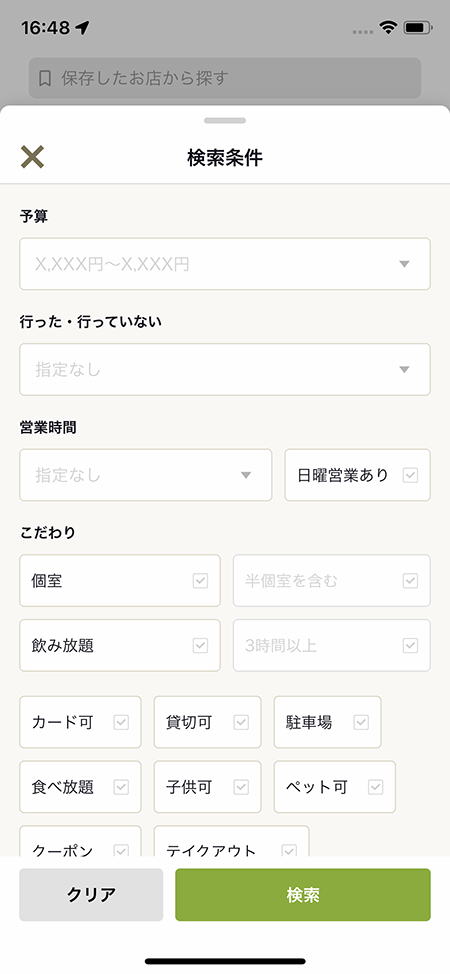 16:48
保存したお店から探す
検索条件
予算
X,XXX円〜X,XXX円
行った・行っていない
指定なし
営業時間
指定なし 日曜営業あり
こだわり
個室 半個室を含む
飲み放題 3時間以上
カード可 貸切可 駐車場
食べ放題 子供可 ペット可
クーポン テイクアウト
クリア 検索